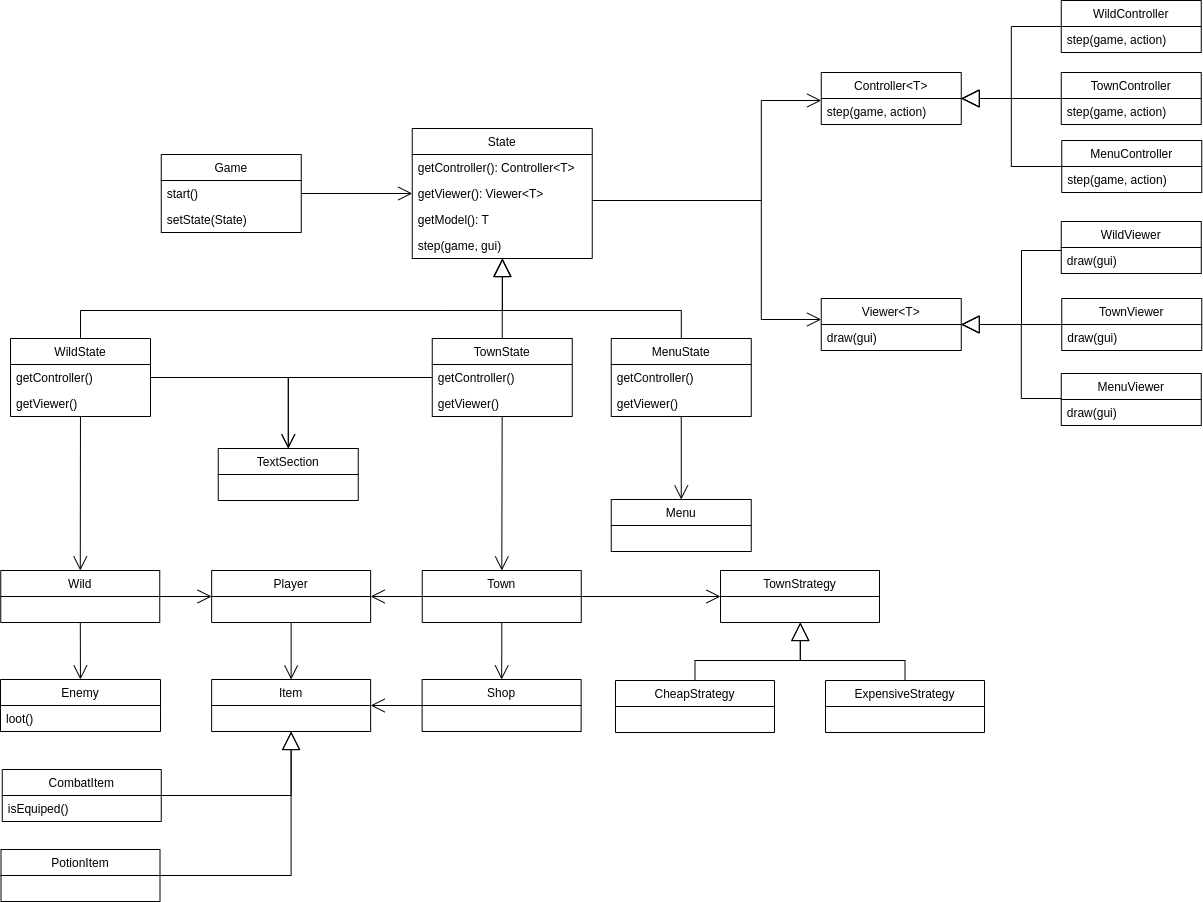 WildController
step(game, action)
Controller<T>
step(game, action)
TownController
step(game, action)
MenuController
step(game, action)
State
getController(): Controller<T>
getViewer(): Viewer<T>
getModel(): T
step(game, gui)
Game
start()
setState(State)
WildViewer
draw(gui)
Viewer<T>
draw(gui)
TownViewer
draw(gui)
MenuViewer
draw(gui)
WildState
getController()
getViewer()
TownState
getController()
getViewer()
MenuState
getController()
getViewer()
TextSection
Menu
Wild
Player
Town
TownStrategy
Enemy
loot()
Item
Shop
CheapStrategy
ExpensiveStrategy
CombatItem
isEquiped()
PotionItem